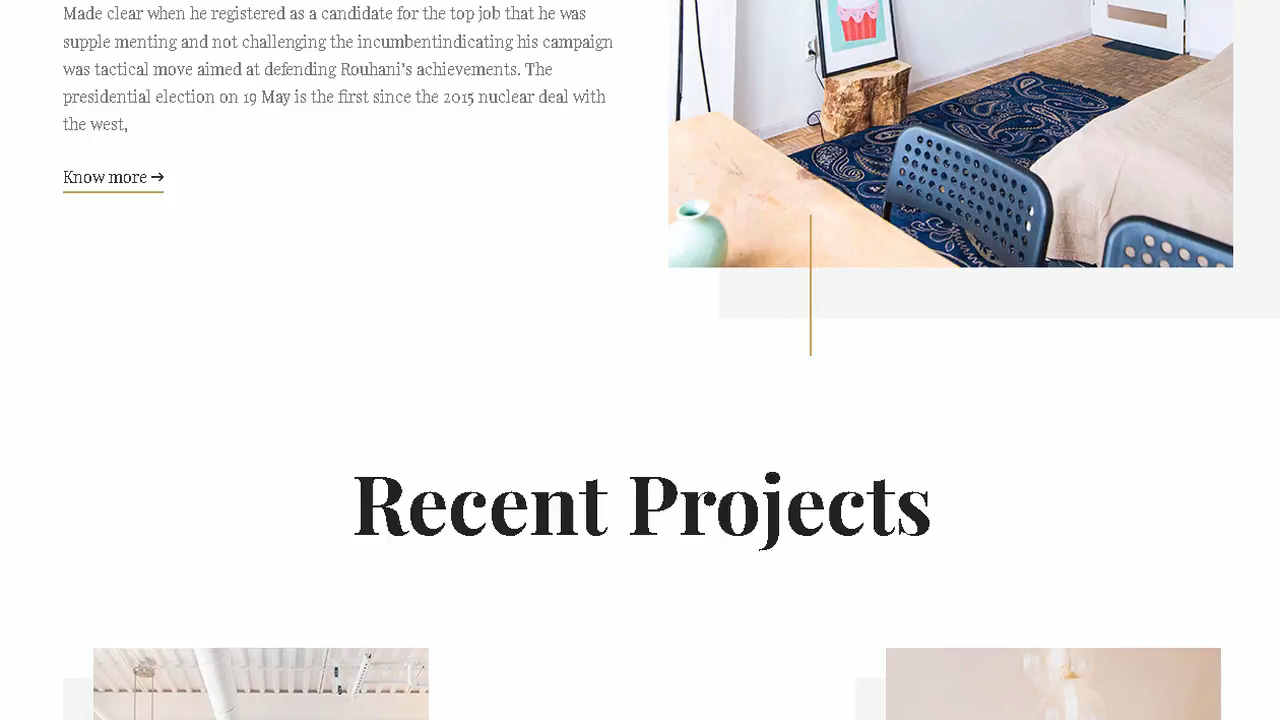 Made clear when he registered as a candidate for the top job that he was
supple menting and not challenging the incumbentindicating his campaign
was tactical move aimed at defending Rouhani's achievements. The
presidential election on 19 May is the first since the 2015 nuclear deal with
the west,
Know more →
Recent Projects